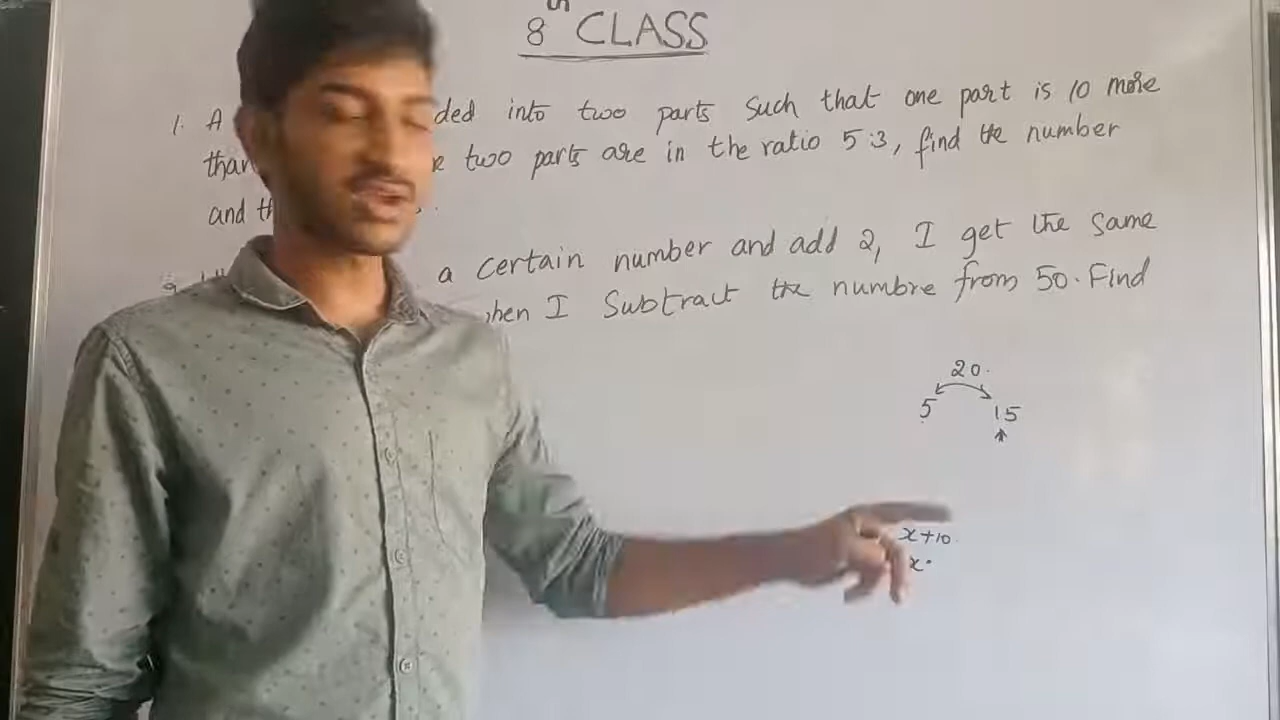 8th CLASS
1. A ded into two parts such that one part is 10 more
than two parts are in the ratio 5:3, find the number
and th
a certain number and add 2, I get the same
hen I Subtract the numbre from 50. Find
20.
5 15
x+10.
x.